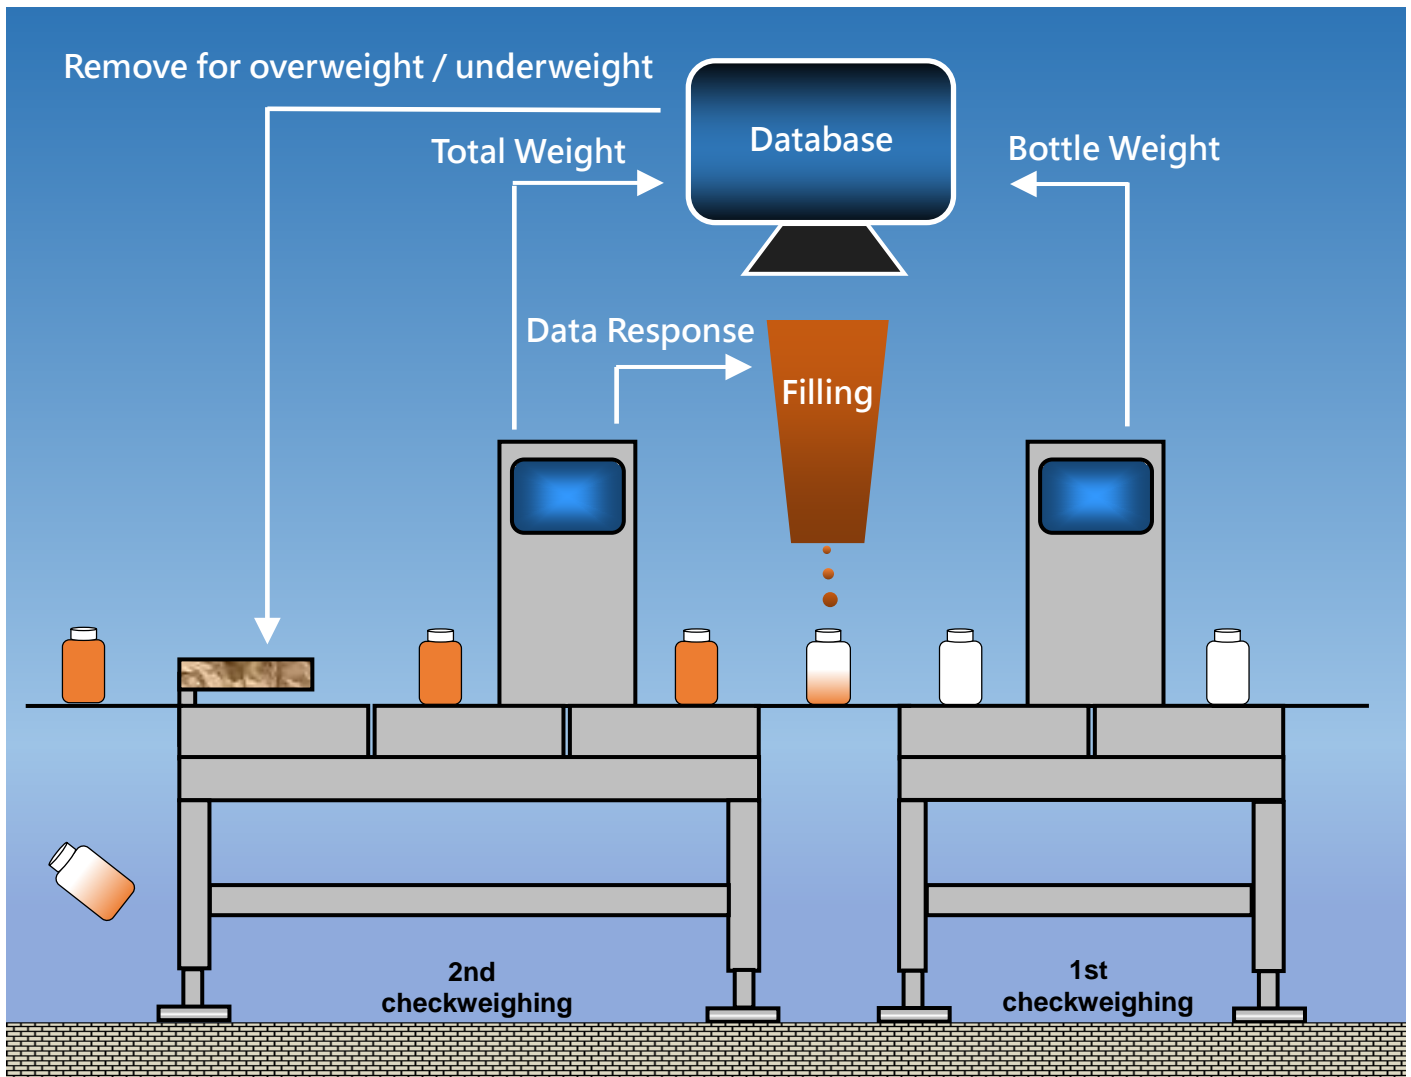 Remove for overweight / underweight
Total Weight
Database
Bottle Weight
Data Response
Filling
2nd
checkweighing
1st
checkweighing